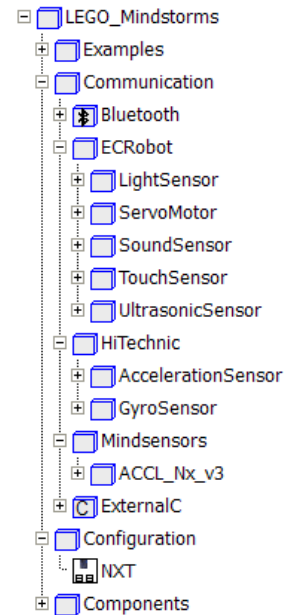 LEGO_Mindstorms
Examples
Communication
Bluetooth
ECRobot
LightSensor
ServoMotor
SoundSensor
TouchSensor
UltrasonicSensor
HiTechnic
AccelerationSensor
GyroSensor
Mindsensors
ACCL_Nx_v3
C ExternalC
Configuration
NXT
Components